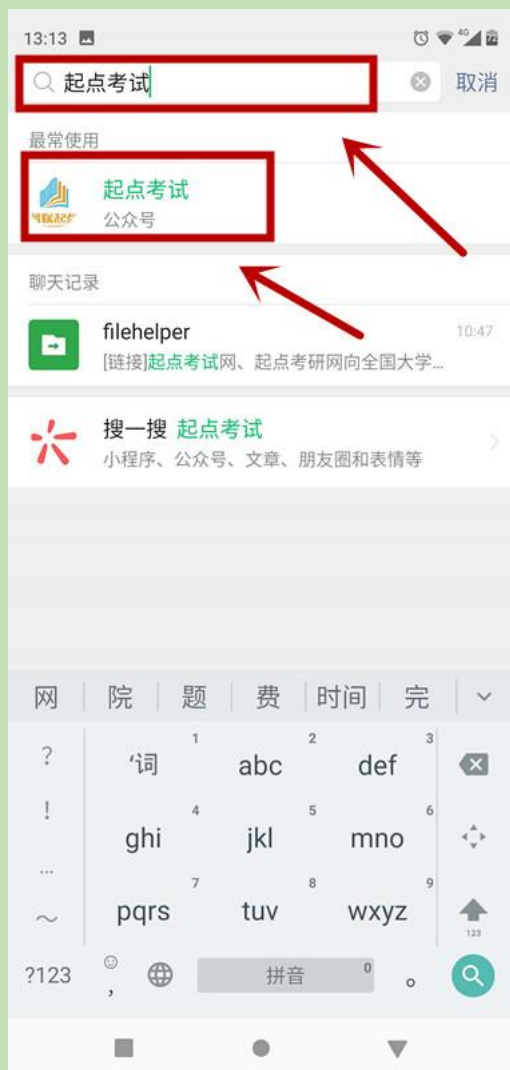 13:13
4G
72
起点考试
取消
最常使用
起点考试
公众号
聊天记录
filehelper
10:47
[链接]起点考试网、起点考研网向全国大学...
搜一搜 起点考试
小程序、公众号、文章、朋友圈和表情等
网 院 题 费 时间 完
? 1 '词 2 abc 3 def
! 4 ghi 5 jkl 6 mno
...
~ 7 pqrs 8 tuv 9 wxyz
123
?123 , 拼音 0 。